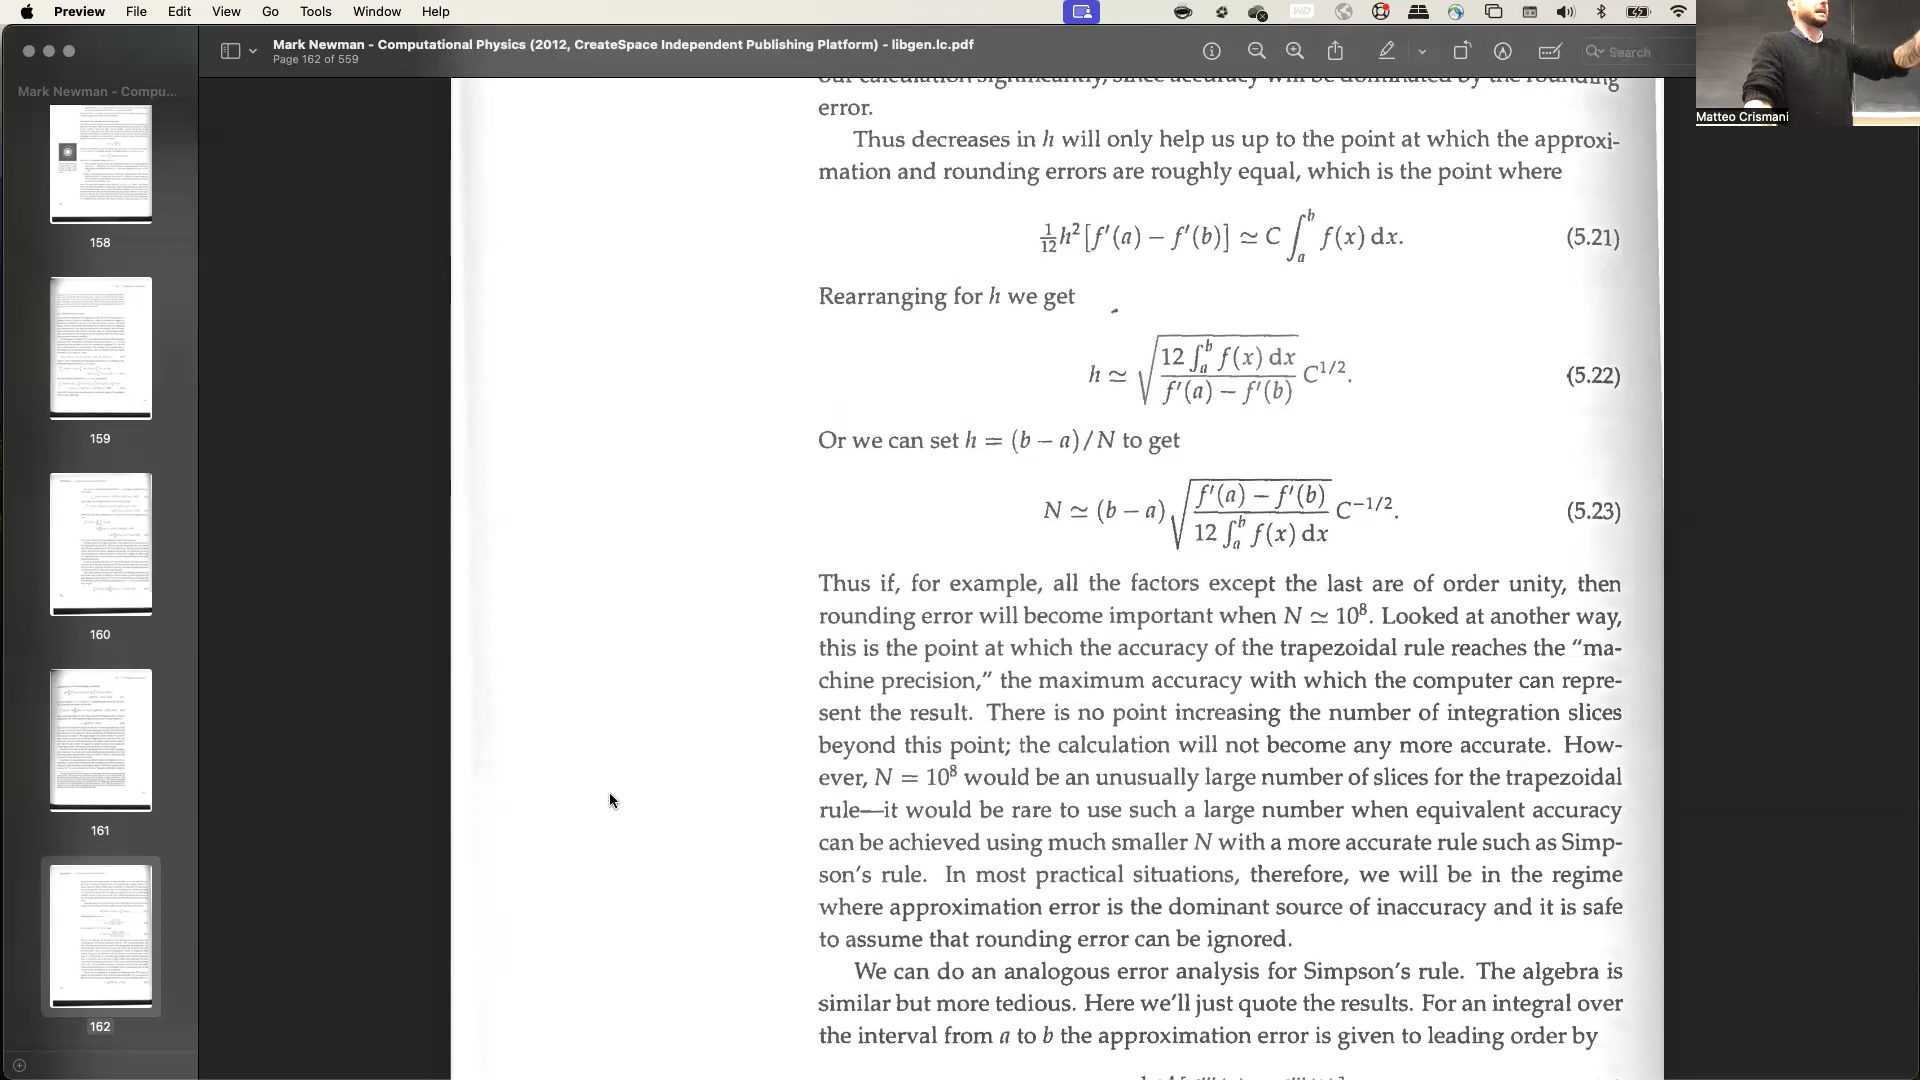 Preview File Edit View Go Tools Window Help
Mark Newman - Computational Physics (2012, CreateSpace Independent Publishing Platform) - libgen.lc.pdf
Page 162 of 559
Search
Matteo Crismani
Mark Newman - Compu...
158
159
160
161
162
our calculation significantly, since accuracy will be dominated by the rounding
error.
Thus decreases in h will only help us up to the point at which the approxi-
mation and rounding errors are roughly equal, which is the point where
1/12 h² [f′(a) − f′(b)] ≃ C ∫ₐᵇ f(x) dx. (5.21)
Rearranging for h we get
h ≃ √(12 ∫ₐᵇ f(x) dx / f′(a) − f′(b)) C^{1/2}. (5.22)
Or we can set h = (b − a)/N to get
N ≃ (b − a) √(f′(a) − f′(b) / 12 ∫ₐᵇ f(x) dx) C^{−1/2}. (5.23)
Thus if, for example, all the factors except the last are of order unity, then
rounding error will become important when N ≃ 10⁸. Looked at another way,
this is the point at which the accuracy of the trapezoidal rule reaches the “ma-
chine precision,” the maximum accuracy with which the computer can repre-
sent the result. There is no point increasing the number of integration slices
beyond this point; the calculation will not become any more accurate. How-
ever, N = 10⁸ would be an unusually large number of slices for the trapezoidal
rule—it would be rare to use such a large number when equivalent accuracy
can be achieved using much smaller N with a more accurate rule such as Simp-
son’s rule. In most practical situations, therefore, we will be in the regime
where approximation error is the dominant source of inaccuracy and it is safe
to assume that rounding error can be ignored.
We can do an analogous error analysis for Simpson’s rule. The algebra is
similar but more tedious. Here we’ll just quote the results. For an integral over
the interval from a to b the approximation error is given to leading order by